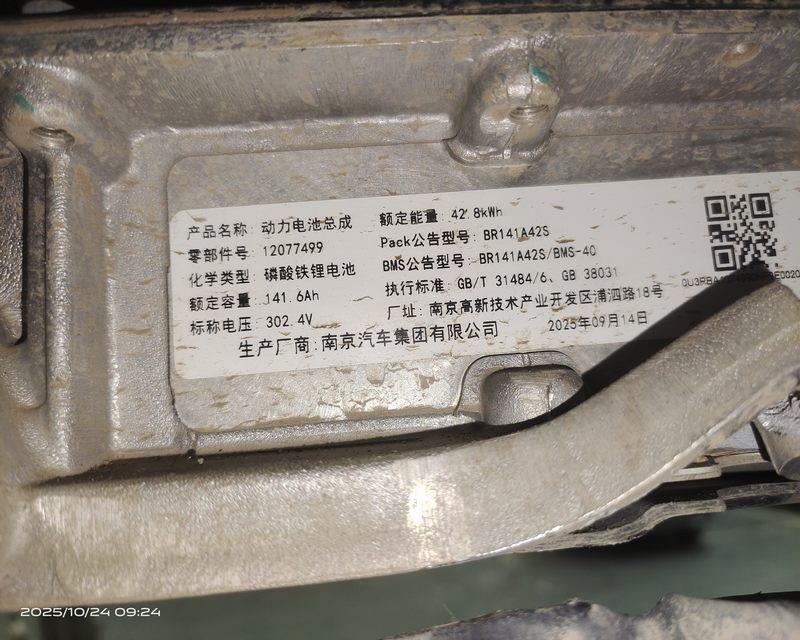 产品名称: 动力电池总成
零部件号: 12077499
化学类型: 磷酸铁锂电池
额定容量: 141.6Ah
标称电压: 302.4V
生产厂商: 南京汽车集团有限公司
额定能量: 42.8kWh
Pack公告型号: BR141A42S
BMS公告型号: BR141A42S/BMS-40
执行标准: GB/T 31484/6、GB 38031
厂址: 南京高新技术产业开发区浦泗路18号
2025年09月14日
2025/10/24 09:24